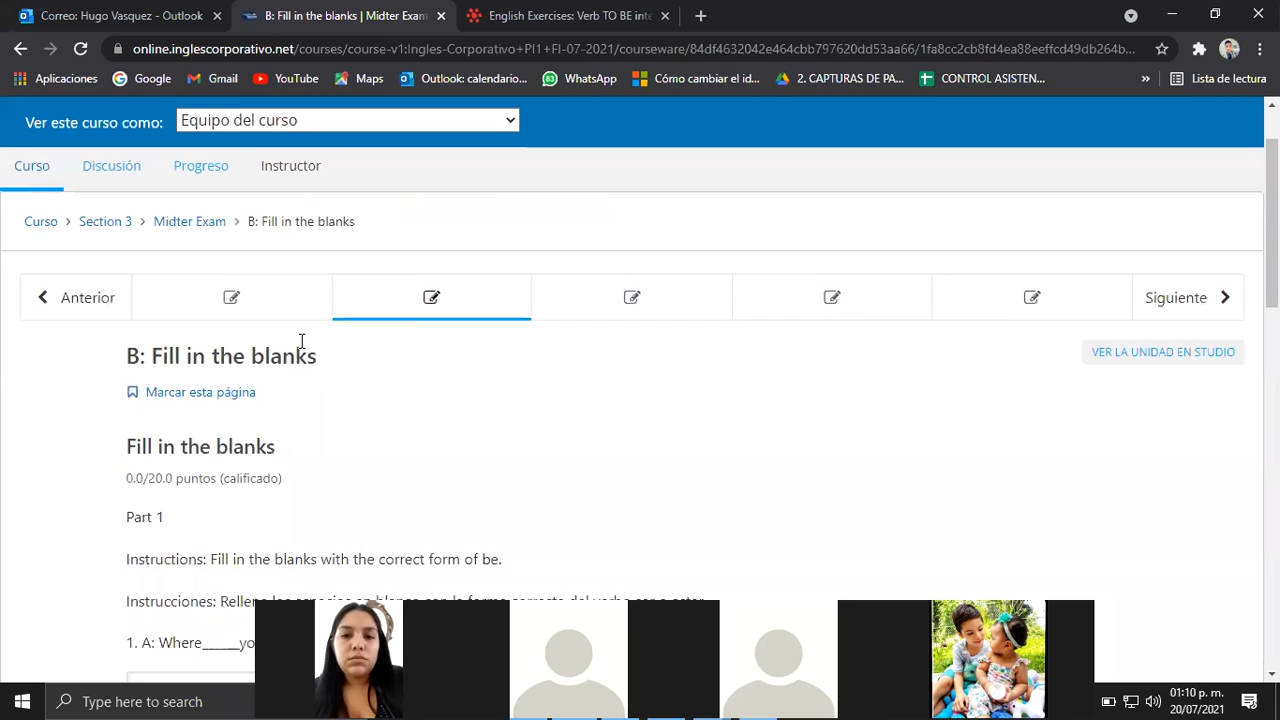 Correo: Hugo Vasquez - Outlook
B: Fill in the blanks | Midter Exam
English Exercises: Verb TO BE inte
online.inglescorporativo.net/courses/course-v1:Ingles-Corporativo+PI1+FI-07-2021/courseware/84df4632042e464cbb797620dd53aa66/1fa8cc2cb8fd4ea88eeffcd49db264b...
Aplicaciones
Google
Gmail
YouTube
Maps
Outlook: calendario...
WhatsApp
Cómo cambiar el id...
2. CAPTURAS DE PA...
CONTROL ASISTEN...
»
Lista de lectura
Ver este curso como:
Equipo del curso
Curso
Discusión
Progreso
Instructor
Curso > Section 3 > Midter Exam > B: Fill in the blanks
Anterior
Siguiente
B: Fill in the blanks
VER LA UNIDAD EN STUDIO
Marcar esta página
Fill in the blanks
0.0/20.0 puntos (calificado)
Part 1
Instructions: Fill in the blanks with the correct form of be.
Instrucciones:
1. A: Where______yo
Type here to search
01:10 p. m.
20/07/2021